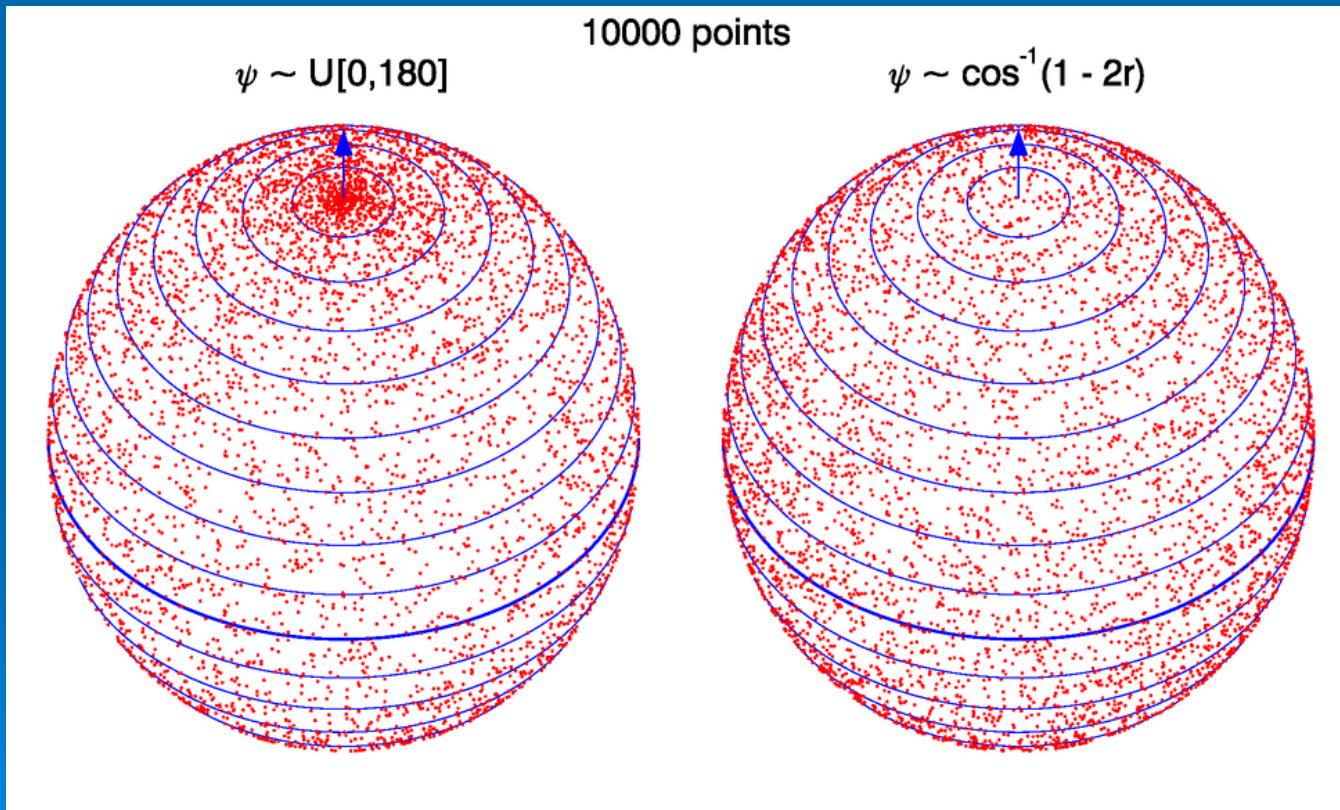 10000 points
ψ ~ U[0,180]
ψ ~ cos⁻¹(1 - 2r)